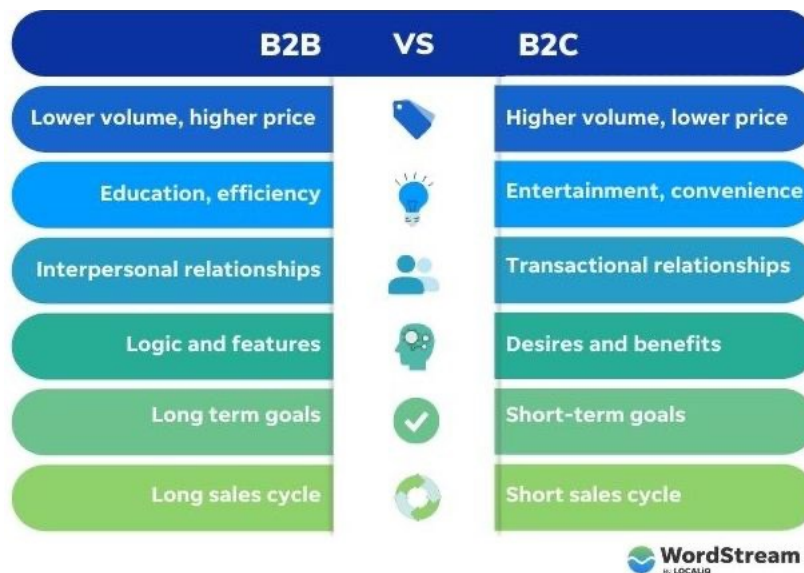 B2B VS B2C
Lower volume, higher price
Higher volume, lower price
Education, efficiency
Entertainment, convenience
Interpersonal relationships
Transactional relationships
Logic and features
Desires and benefits
Long term goals
Short-term goals
Long sales cycle
Short sales cycle
WordStream
By LOCALiQ